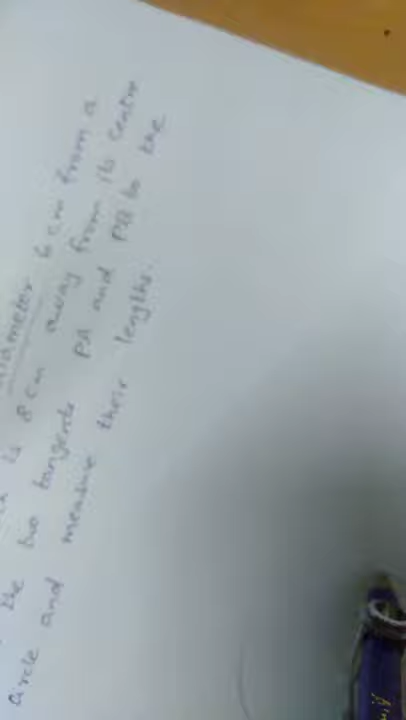 diameter 6 cm from a
is 8 cm away from its centre
the two tangents PA and PB to the
circle and measure their lengths.